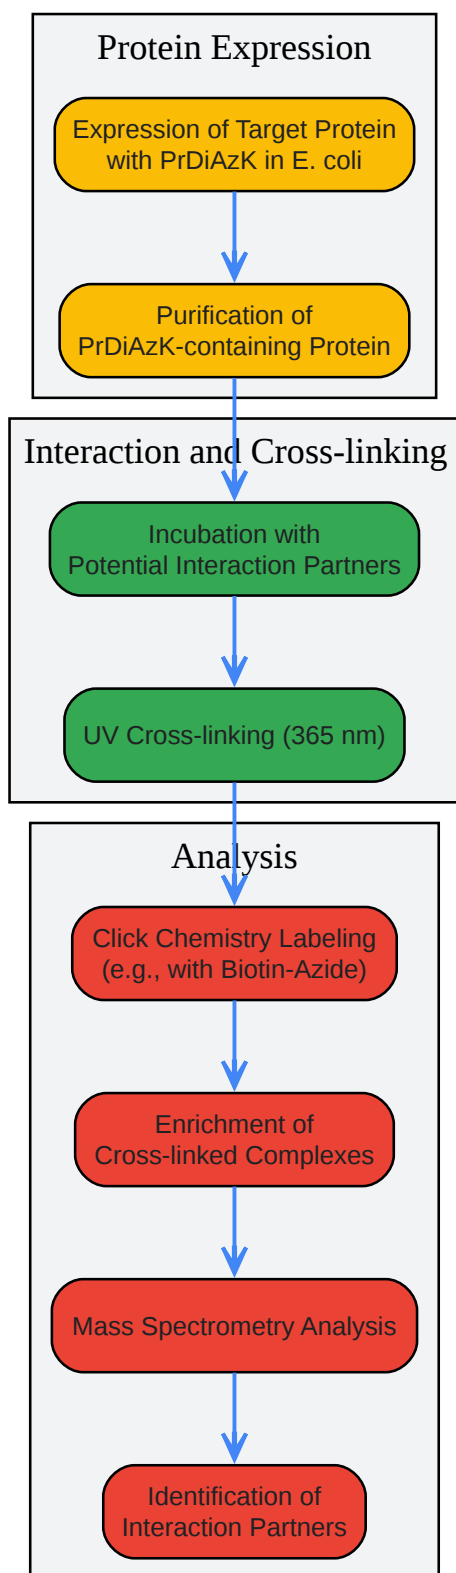 Protein Expression
Expression of Target Protein
with PrDiAzK in E. coli
Purification of
PrDiAzK-containing Protein
Interaction and Cross-linking
Incubation with
Potential Interaction Partners
UV Cross-linking (365 nm)
Analysis
Click Chemistry Labeling
(e.g., with Biotin-Azide)
Enrichment of
Cross-linked Complexes
Mass Spectrometry Analysis
Identification of
Interaction Partners